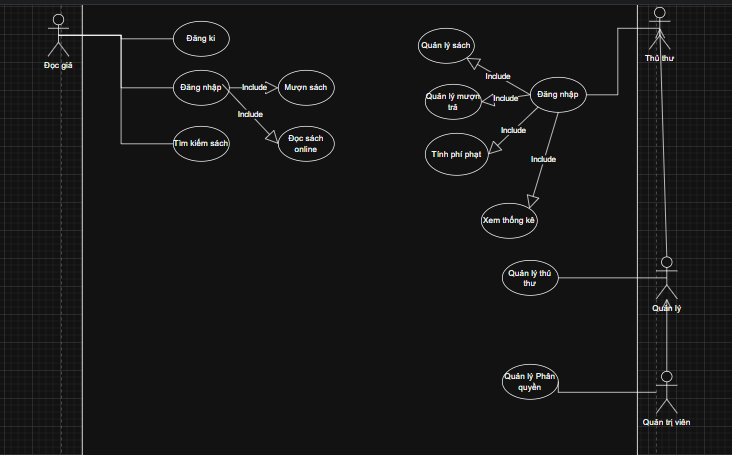 Đọc giả
Đăng kí
Đăng nhập
Include
Mượn sách
Include
Tìm kiếm sách
Đọc sách
online
Quản lý sách
Include
Quản lý mượn
trả
Include
Đăng nhập
Include
Tính phí phạt
Include
Xem thống kê
Thủ thư
Quản lý thủ
thư
Quản lý
Quản lý Phân
quyền
Quản trị viên